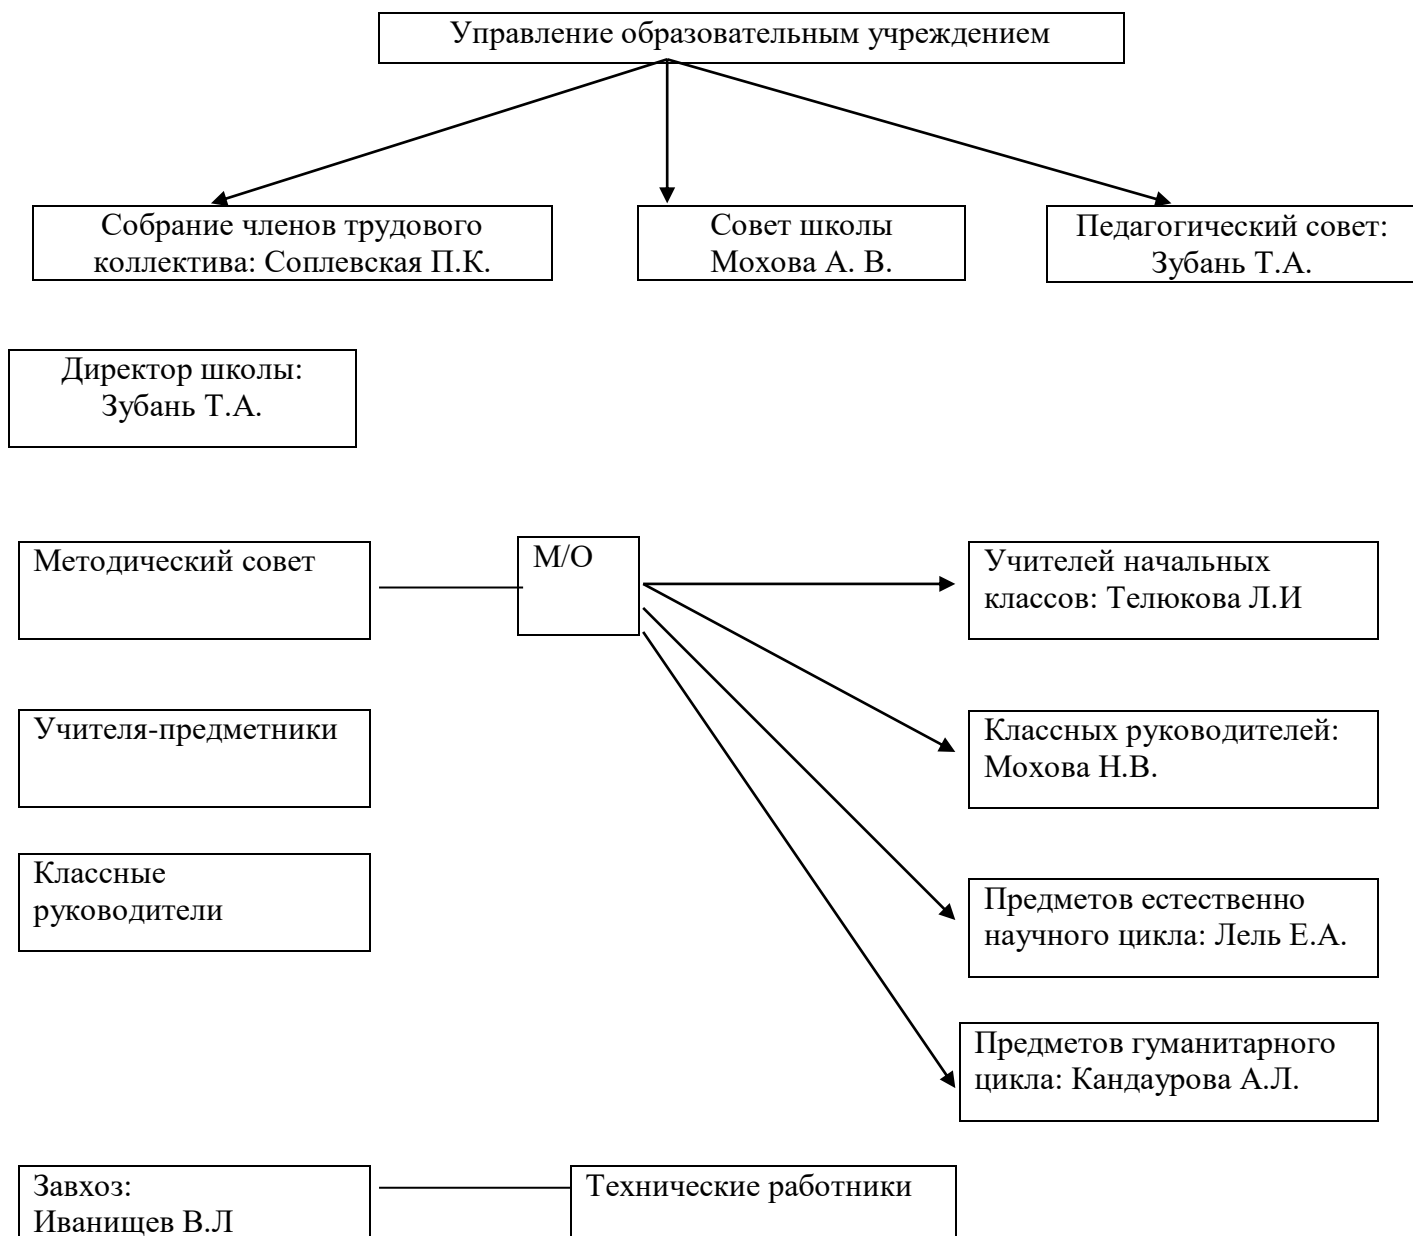 Управление образовательным учреждением
Собрание членов трудового
коллектива: Соплевская П.К.
Совет школы
Мохова А. В.
Педагогический совет:
Зубань Т.А.
Директор школы:
Зубань Т.А.
Методический совет
М/О
Учителей начальных
классов: Телюкова Л.И
Учителя-предметники
Классных руководителей:
Мохова Н.В.
Классные
руководители
Предметов естественно
научного цикла: Лель Е.А.
Предметов гуманитарного
цикла: Кандаурова А.Л.
Завхоз:
Иванищев В.Л
Технические работники